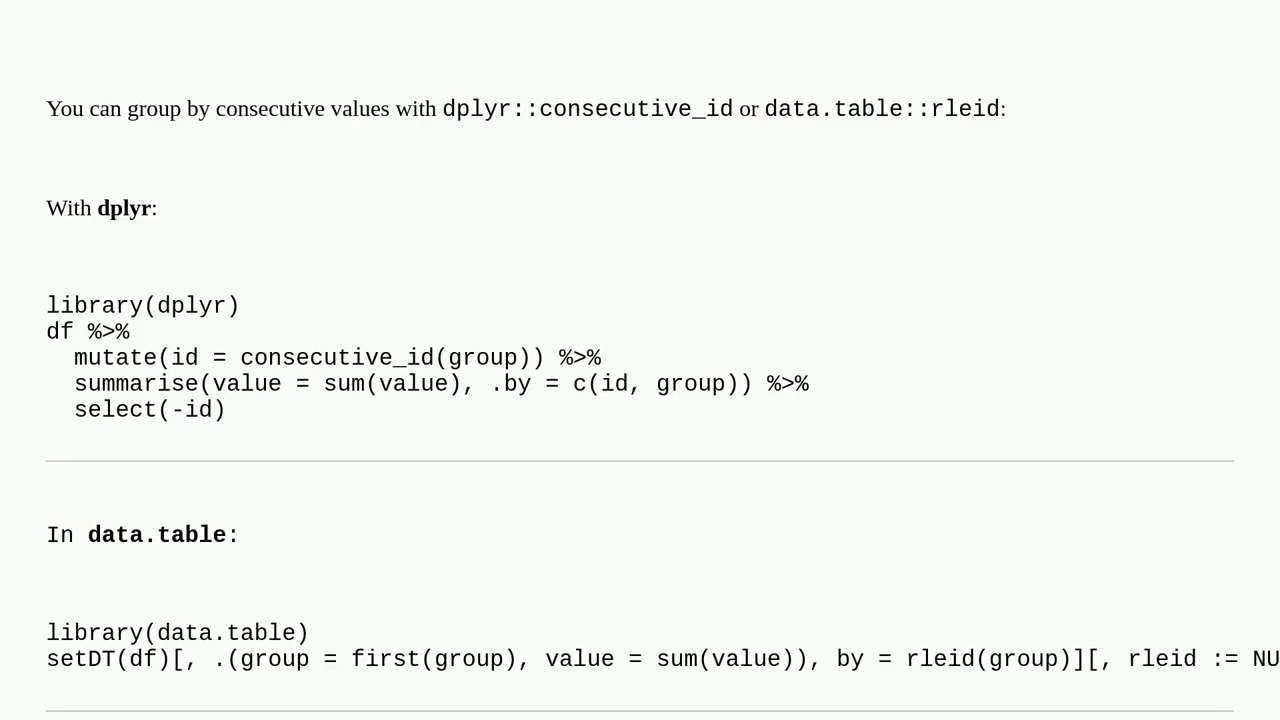 You can group by consecutive values with dplyr::consecutive_id or data.table::rleid:
With dplyr:
library(dplyr)
df %>%
  mutate(id = consecutive_id(group)) %>%
  summarise(value = sum(value), .by = c(id, group)) %>%
  select(-id)
In data.table:
library(data.table)
setDT(df)[, .(group = first(group), value = sum(value)), by = rleid(group)][, rleid := NU